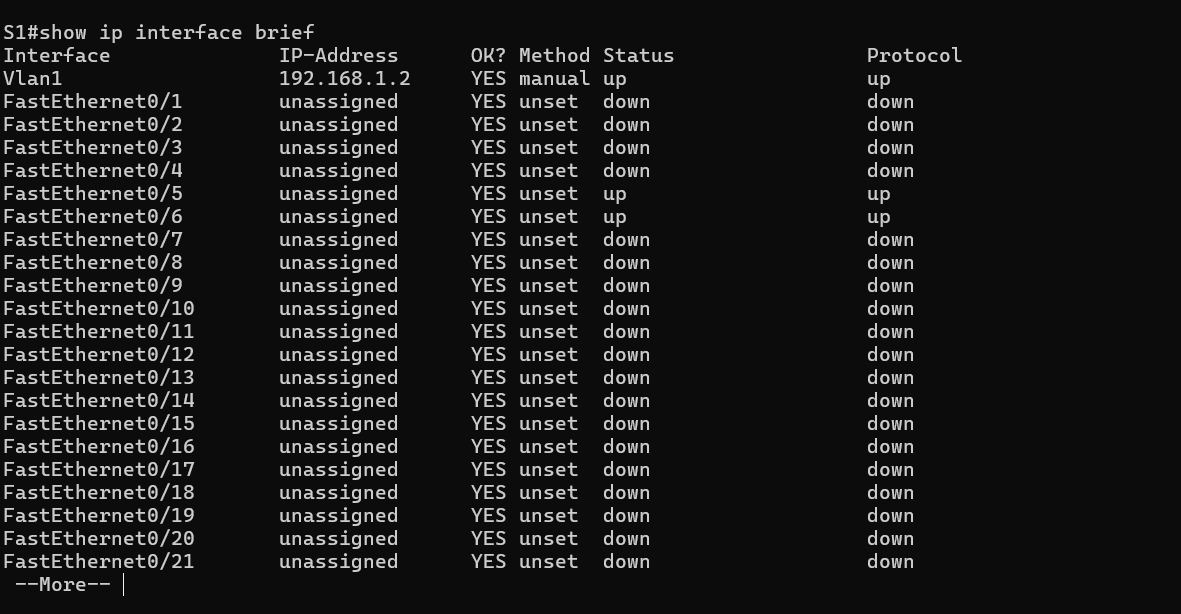 S1#show ip interface brief
Interface              IP-Address      OK? Method Status                Protocol
Vlan1                  192.168.1.2     YES manual up                    up
FastEthernet0/1        unassigned      YES unset  down                  down
FastEthernet0/2        unassigned      YES unset  down                  down
FastEthernet0/3        unassigned      YES unset  down                  down
FastEthernet0/4        unassigned      YES unset  down                  down
FastEthernet0/5        unassigned      YES unset  up                    up
FastEthernet0/6        unassigned      YES unset  up                    up
FastEthernet0/7        unassigned      YES unset  down                  down
FastEthernet0/8        unassigned      YES unset  down                  down
FastEthernet0/9        unassigned      YES unset  down                  down
FastEthernet0/10       unassigned      YES unset  down                  down
FastEthernet0/11       unassigned      YES unset  down                  down
FastEthernet0/12       unassigned      YES unset  down                  down
FastEthernet0/13       unassigned      YES unset  down                  down
FastEthernet0/14       unassigned      YES unset  down                  down
FastEthernet0/15       unassigned      YES unset  down                  down
FastEthernet0/16       unassigned      YES unset  down                  down
FastEthernet0/17       unassigned      YES unset  down                  down
FastEthernet0/18       unassigned      YES unset  down                  down
FastEthernet0/19       unassigned      YES unset  down                  down
FastEthernet0/20       unassigned      YES unset  down                  down
FastEthernet0/21       unassigned      YES unset  down                  down
 --More--